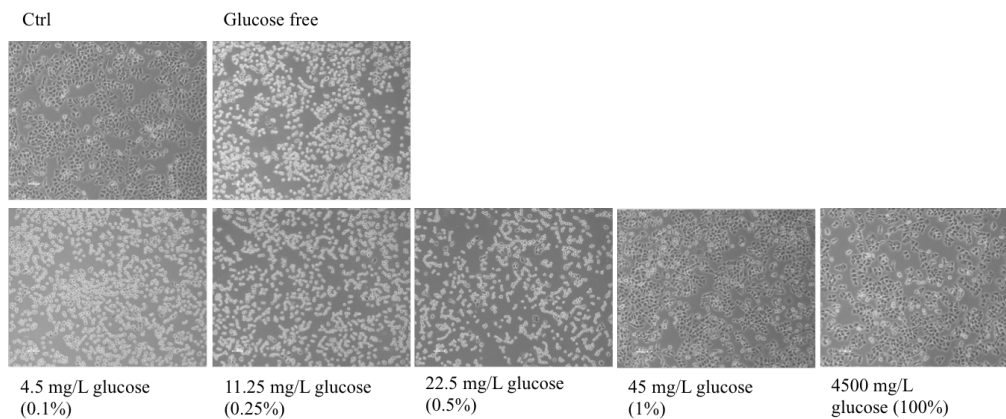 Ctrl
Glucose free
4.5 mg/L glucose
(0.1%)
11.25 mg/L glucose
(0.25%)
22.5 mg/L glucose
(0.5%)
45 mg/L glucose
(1%)
4500 mg/L
glucose (100%)